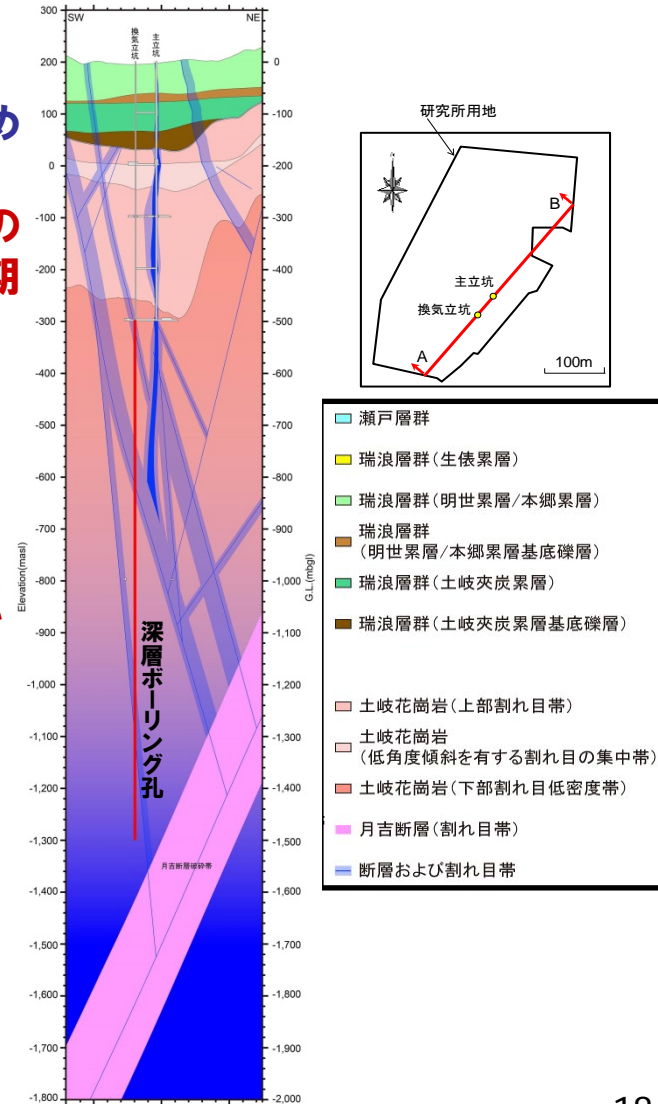 め
の
期
SW
NE
換気立坑
主立坑
300
200
100
0
-100
-200
-300
-400
-500
-600
-700
-800
-900
-1,000
-1,100
-1,200
-1,300
-1,400
-1,500
-1,600
-1,700
-1,800
Elevation(masl)
0
-100
-200
-300
-400
-500
-600
-700
-800
-900
-1,000
-1,100
-1,200
-1,300
-1,400
-1,500
-1,600
-1,700
-1,800
-1,900
-2,000
G.L.(mbgl)
深層ボーリング孔
月吉断層破砕帯
研究所用地
B
主立坑
換気立坑
A
100m
瀬戸層群
瑞浪層群(生俵累層)
瑞浪層群(明世累層/本郷累層)
瑞浪層群
(明世累層/本郷累層基底礫層)
瑞浪層群(土岐夾炭累層)
瑞浪層群(土岐夾炭累層基底礫層)
土岐花崗岩(上部割れ目帯)
土岐花崗岩
(低角度傾斜を有する割れ目の集中帯)
土岐花崗岩(下部割れ目低密度帯)
月吉断層(割れ目帯)
断層および割れ目帯